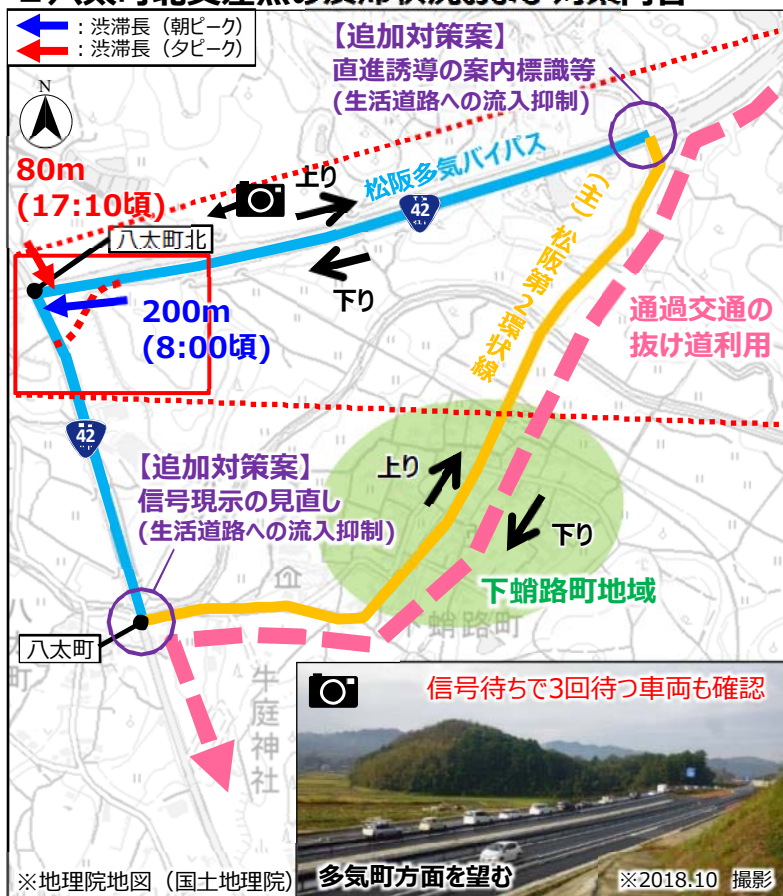 ：渋滞長（朝ピーク）
：渋滞長（夕ピーク）
【追加対策案】
直進誘導の案内標識等
(生活道路への流入抑制)
N
80m
(17:10頃)
上り
松阪多気バイパス
42
八太町北
下り
200m
(8:00頃)
（主）松阪第２環状線
通過交通の
抜け道利用
42
【追加対策案】
信号現示の見直し
(生活道路への流入抑制)
上り
下り
下蛸路町地域
下蛸路町
八太町
牛庭神社
信号待ちで3回待つ車両も確認
多気町方面を望む
※2018.10 撮影
※地理院地図（国土地理院）